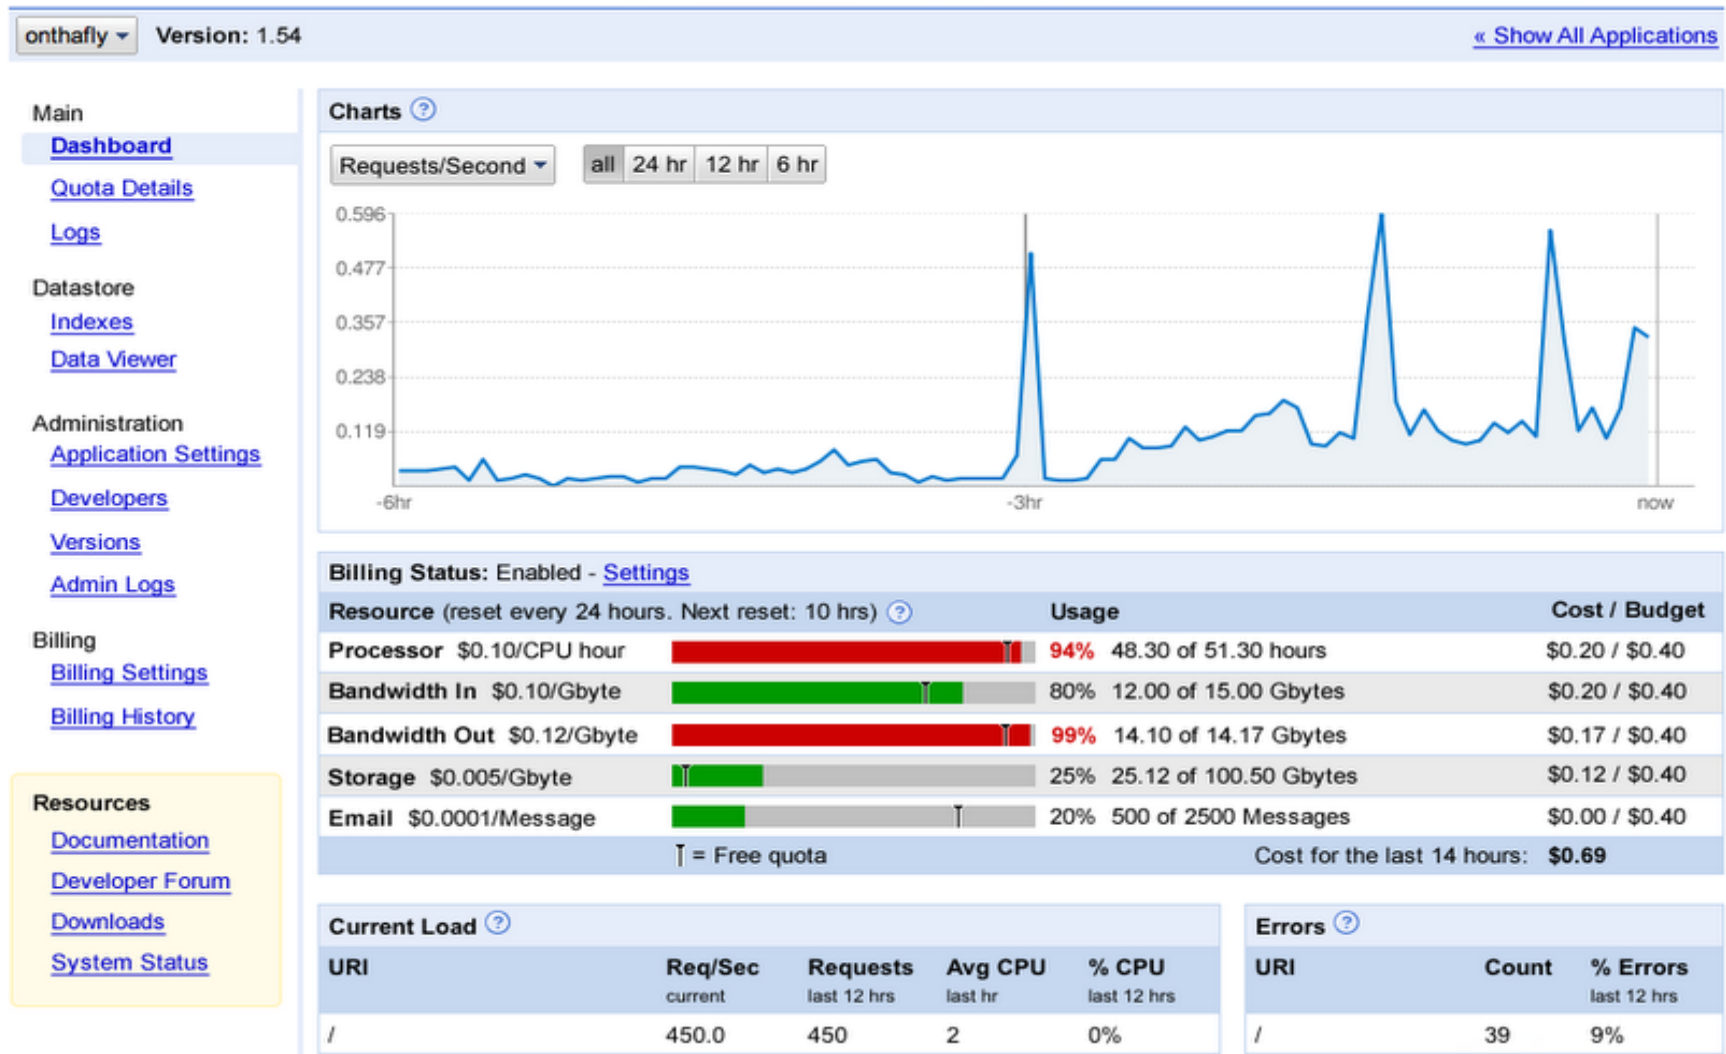 onthafly Version: 1.54 « Show All Applications
Main
Dashboard
Quota Details
Logs
Datastore
Indexes
Data Viewer
Administration
Application Settings
Developers
Versions
Admin Logs
Billing
Billing Settings
Billing History
Resources
Documentation
Developer Forum
Downloads
System Status
Charts ?
Requests/Second all 24 hr 12 hr 6 hr
0.596
0.477
0.357
0.238
0.119
-6hr -3hr now
Billing Status: Enabled - Settings
Resource (reset every 24 hours. Next reset: 10 hrs) ? Usage Cost / Budget
Processor $0.10/CPU hour 94% 48.30 of 51.30 hours $0.20 / $0.40
Bandwidth In $0.10/Gbyte 80% 12.00 of 15.00 Gbytes $0.20 / $0.40
Bandwidth Out $0.12/Gbyte 99% 14.10 of 14.17 Gbytes $0.17 / $0.40
Storage $0.005/Gbyte 25% 25.12 of 100.50 Gbytes $0.12 / $0.40
Email $0.0001/Message 20% 500 of 2500 Messages $0.00 / $0.40
= Free quota Cost for the last 14 hours: $0.69
Current Load ?
URI Req/Sec Requests Avg CPU % CPU
current last 12 hrs last hr last 12 hrs
/ 450.0 450 2 0%
Errors ?
URI Count % Errors
last 12 hrs
/ 39 9%